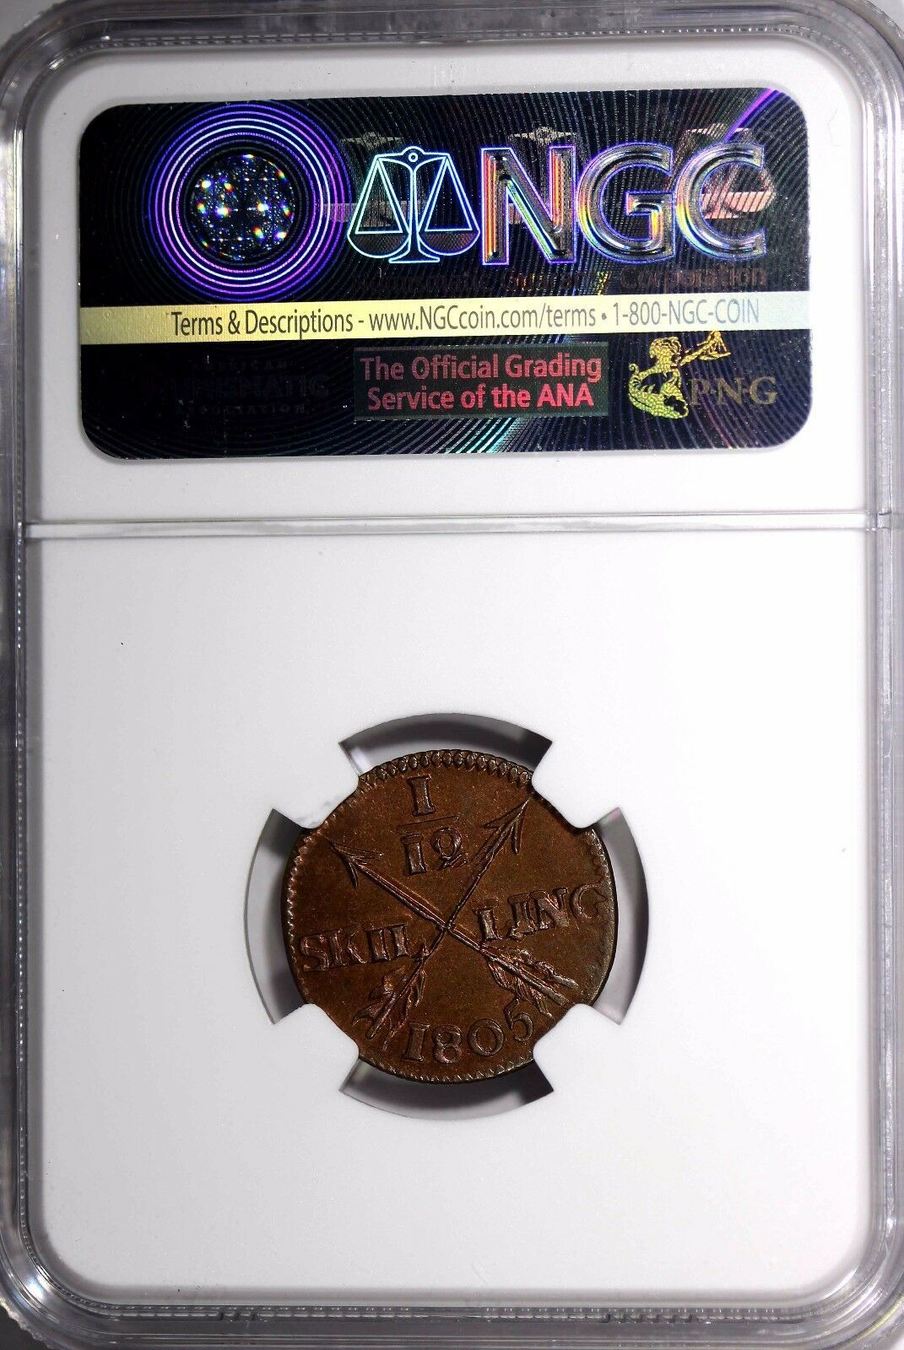 NGC
Terms & Descriptions - www.NGCcoin.com/terms • 1-800-NGC-COIN
The Official Grading
Service of the ANA
PNG
1
12
SKIL LING
1805